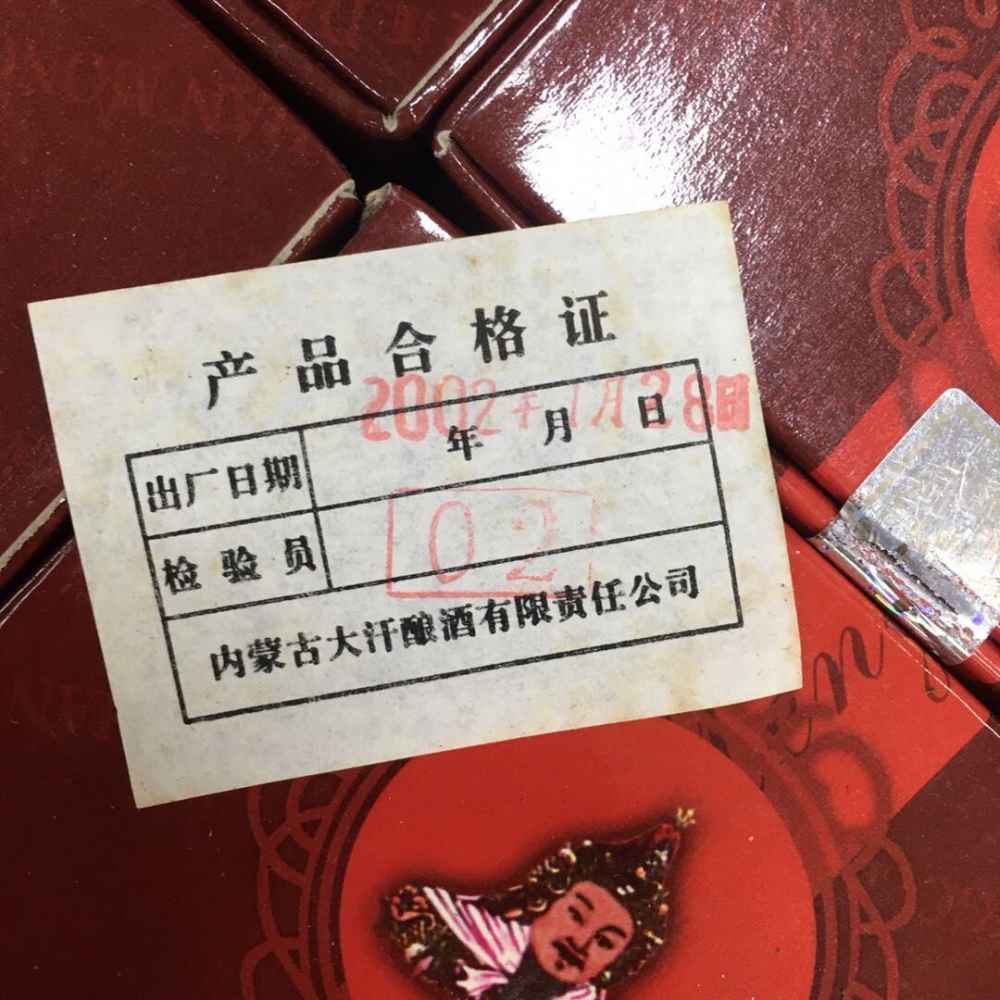 产品合格证
2002年1月28日
出厂日期 年 月 日
检验员 02
内蒙古大汗酿酒有限责任公司